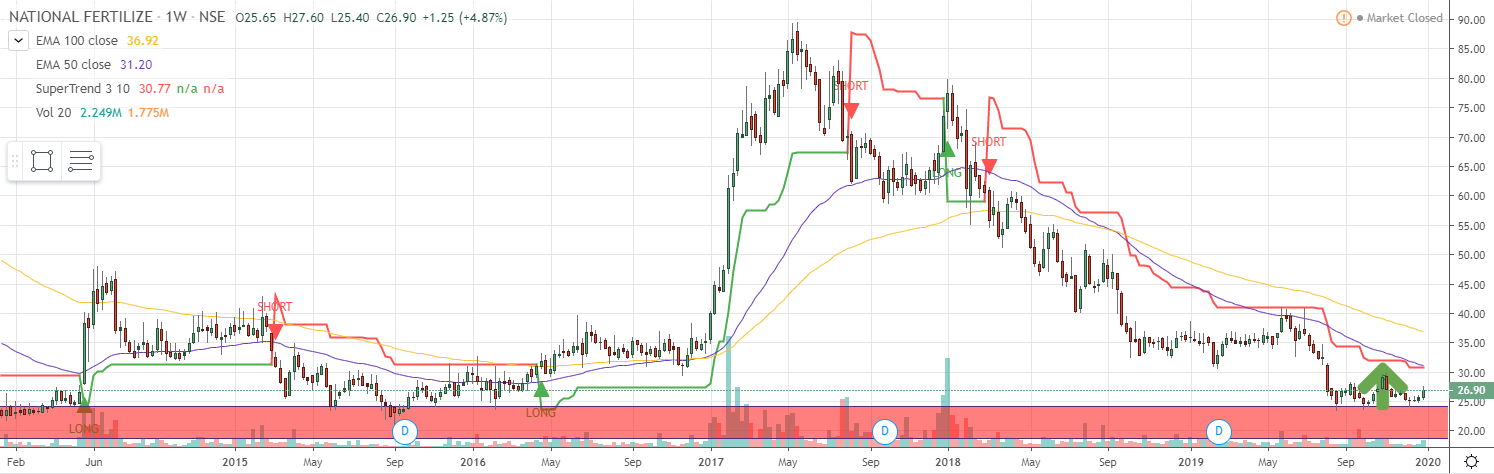 NATIONAL FERTILIZE · 1W · NSE O25.65 H27.60 L25.40 C26.90 +1.25 (+4.87%)
Market Closed
EMA 100 close 36.92
EMA 50 close 31.20
SuperTrend 3 10 30.77 n/a n/a
Vol 20 2.249M 1.775M
90.00
85.00
80.00
75.00
70.00
65.00
60.00
55.00
50.00
45.00
40.00
35.00
30.00
26.90
25.00
20.00
SHORT
SHORT
LONG
SHORT
LONG
LONG
D
D
D
Feb Jun 2015 May Sep 2016 May Sep 2017 May Sep 2018 May Sep 2019 May Sep 2020